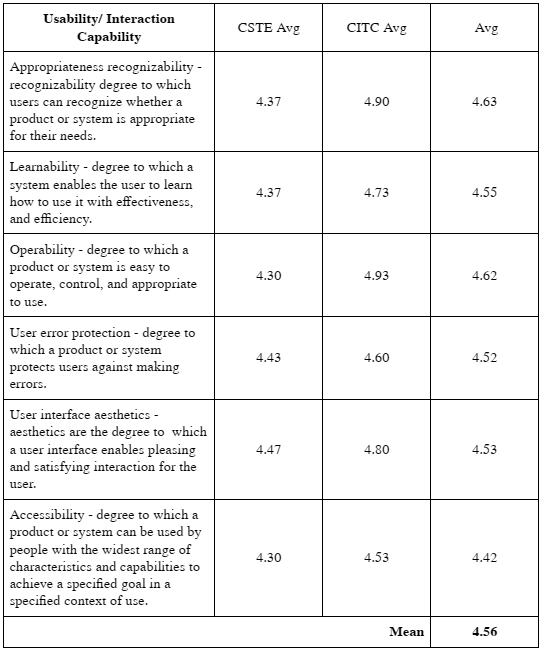 Usability/ Interaction
Capability
CSTE Avg
CITC Avg
Avg
Appropriateness recognizability -
recognizability degree to which
users can recognize whether a
product or system is appropriate
for their needs.
4.37
4.90
4.63
Learnability - degree to which a
system enables the user to learn
how to use it with effectiveness,
and efficiency.
4.37
4.73
4.55
Operability - degree to which a
product or system is easy to
operate, control, and appropriate
to use.
4.30
4.93
4.62
User error protection - degree to
which a product or system
protects users against making
errors.
4.43
4.60
4.52
User interface aesthetics -
aesthetics are the degree to which
a user interface enables pleasing
and satisfying interaction for the
user.
4.47
4.80
4.53
Accessibility - degree to which a
product or system can be used by
people with the widest range of
characteristics and capabilities to
achieve a specified goal in a
specified context of use.
4.30
4.53
4.42
Mean
4.56